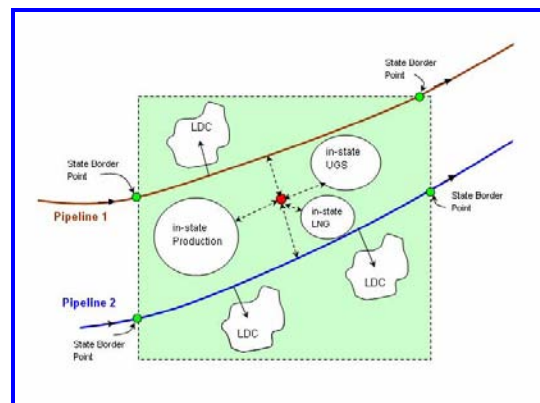 State Border
Point
LDC
State Border
Point
in-state
UGS
Pipeline 1
in-state
Production
in-state
LNG
State
Border
Point
Pipeline 2
LDC
LDC
State Border
Point